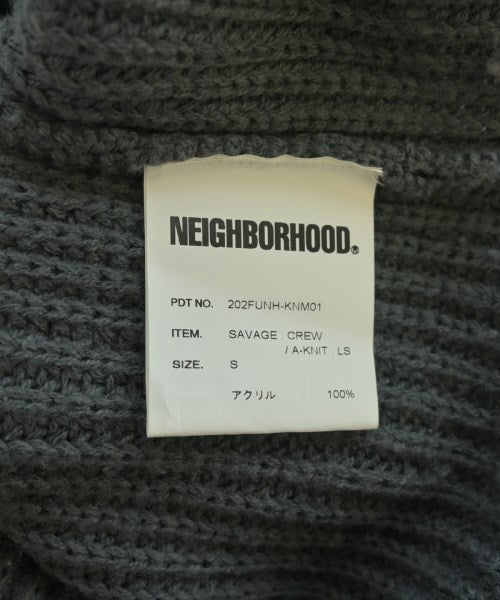 NEIGHBORHOOD®
PDT NO. 202FUNH-KNM01
ITEM. SAVAGE . CREW
/ A-KNIT . LS
SIZE. S
アクリル 100%